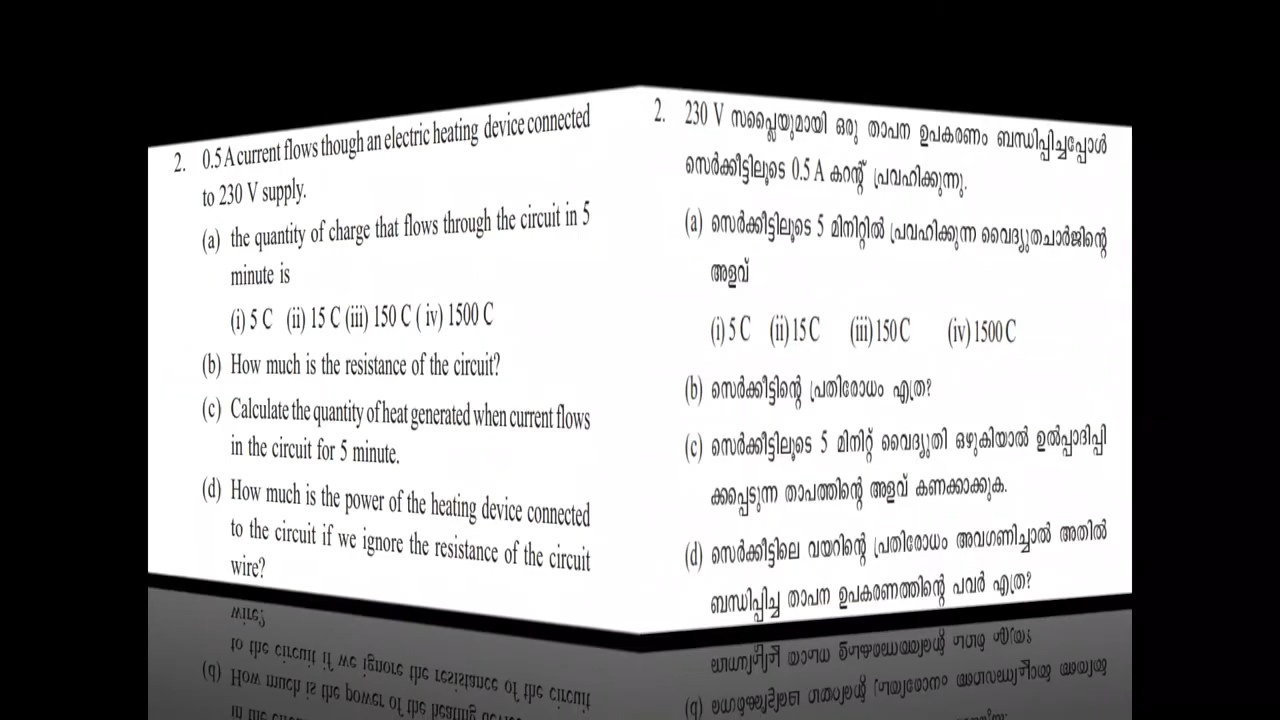 2. 0.5 A current flows though an electric heating device connected
to 230 V supply.
(a) the quantity of charge that flows through the circuit in 5
minute is
(i) 5 C (ii) 15 C (iii) 150 C ( iv) 1500 C
(b) How much is the resistance of the circuit?
(c) Calculate the quantity of heat generated when current flows
in the circuit for 5 minute.
(d) How much is the power of the heating device connected
to the circuit if we ignore the resistance of the circuit
wire?
2. 230 V സപ്ലൈയുമായി ഒരു താപന ഉപകരണം ബന്ധിപ്പിച്ചപ്പോൾ
സെർക്കീട്ടിലൂടെ 0.5 A കറന്റ് പ്രവഹിക്കുന്നു.
(a) സെർക്കീട്ടിലൂടെ 5 മിനിറ്റിൽ പ്രവഹിക്കുന്ന വൈദ്യുതചാർജിന്റെ
അളവ്
(i) 5 C (ii) 15 C (iii) 150 C (iv) 1500 C
(b) സെർക്കീട്ടിന്റെ പ്രതിരോധം എത്ര?
(c) സെർക്കീട്ടിലൂടെ 5 മിനിറ്റ് വൈദ്യുതി ഒഴുകിയാൽ ഉൽപ്പാദിപ്പി
ക്കപ്പെടുന്ന താപത്തിന്റെ അളവ് കണക്കാക്കുക.
(d) സെർക്കീട്ടിലെ വയറിന്റെ പ്രതിരോധം അവഗണിച്ചാൽ അതിൽ
ബന്ധിപ്പിച്ച താപന ഉപകരണത്തിന്റെ പവർ എത്ര?